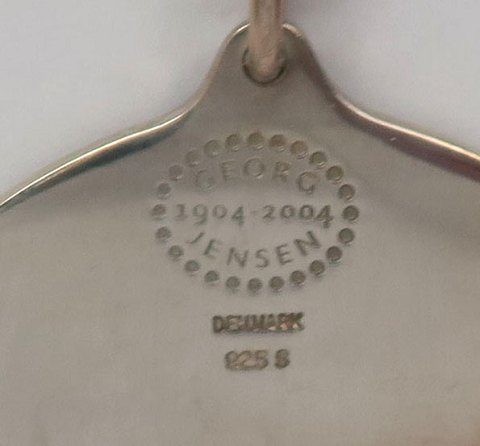 GEORG
1904-2004
JENSEN
DENMARK
925 S